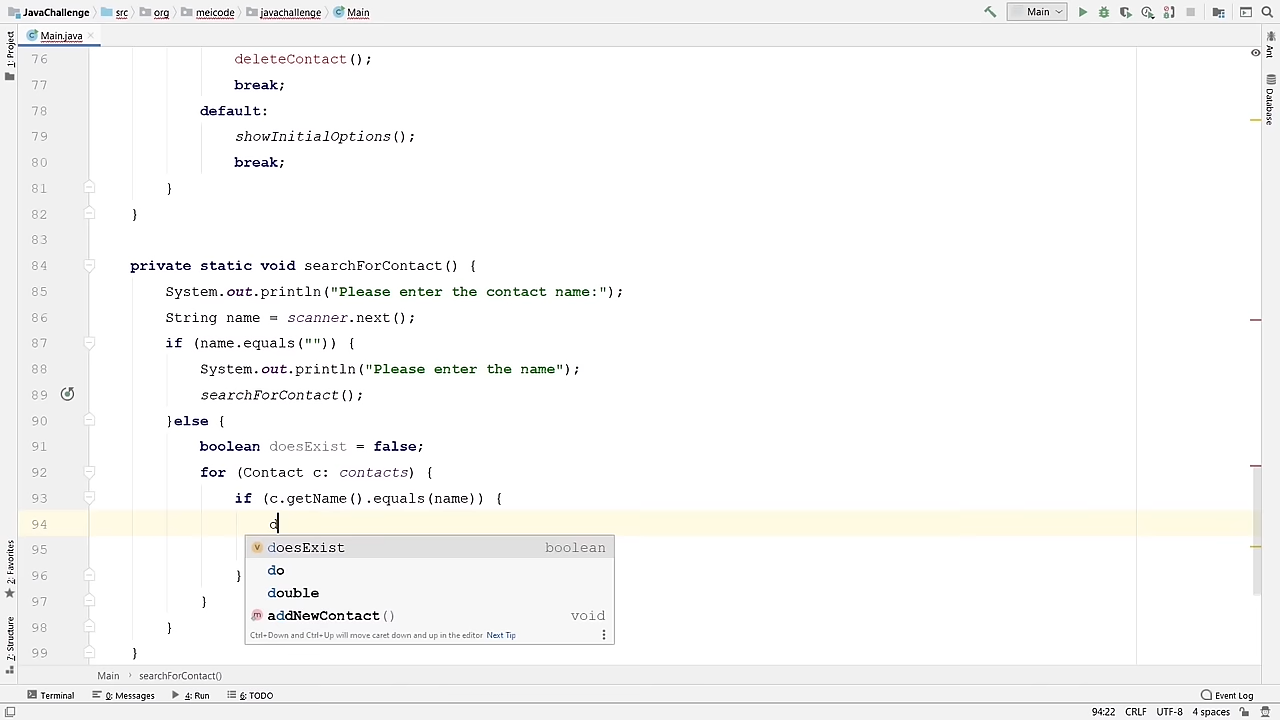 JavaChallenge src org meicode javachallenge Main
Main
Main.java
1: Project
2: Favorites
7: Structure
Ant
Database
76 deleteContact();
77 break;
78 default:
79 showInitialOptions();
80 break;
81 }
82 }
83
84 private static void searchForContact() {
85 System.out.println("Please enter the contact name:");
86 String name = scanner.next();
87 if (name.equals("")) {
88 System.out.println("Please enter the name");
89 searchForContact();
90 }else {
91 boolean doesExist = false;
92 for (Contact c: contacts) {
93 if (c.getName().equals(name)) {
94 d
95
96 }
97 }
98 }
99 }
doesExist boolean
do
double
addNewContact() void
Ctrl+Down and Ctrl+Up will move caret down and up in the editor Next Tip
Main searchForContact()
Terminal 0: Messages 4: Run 6: TODO Event Log
94:22 CRLF UTF-8 4 spaces